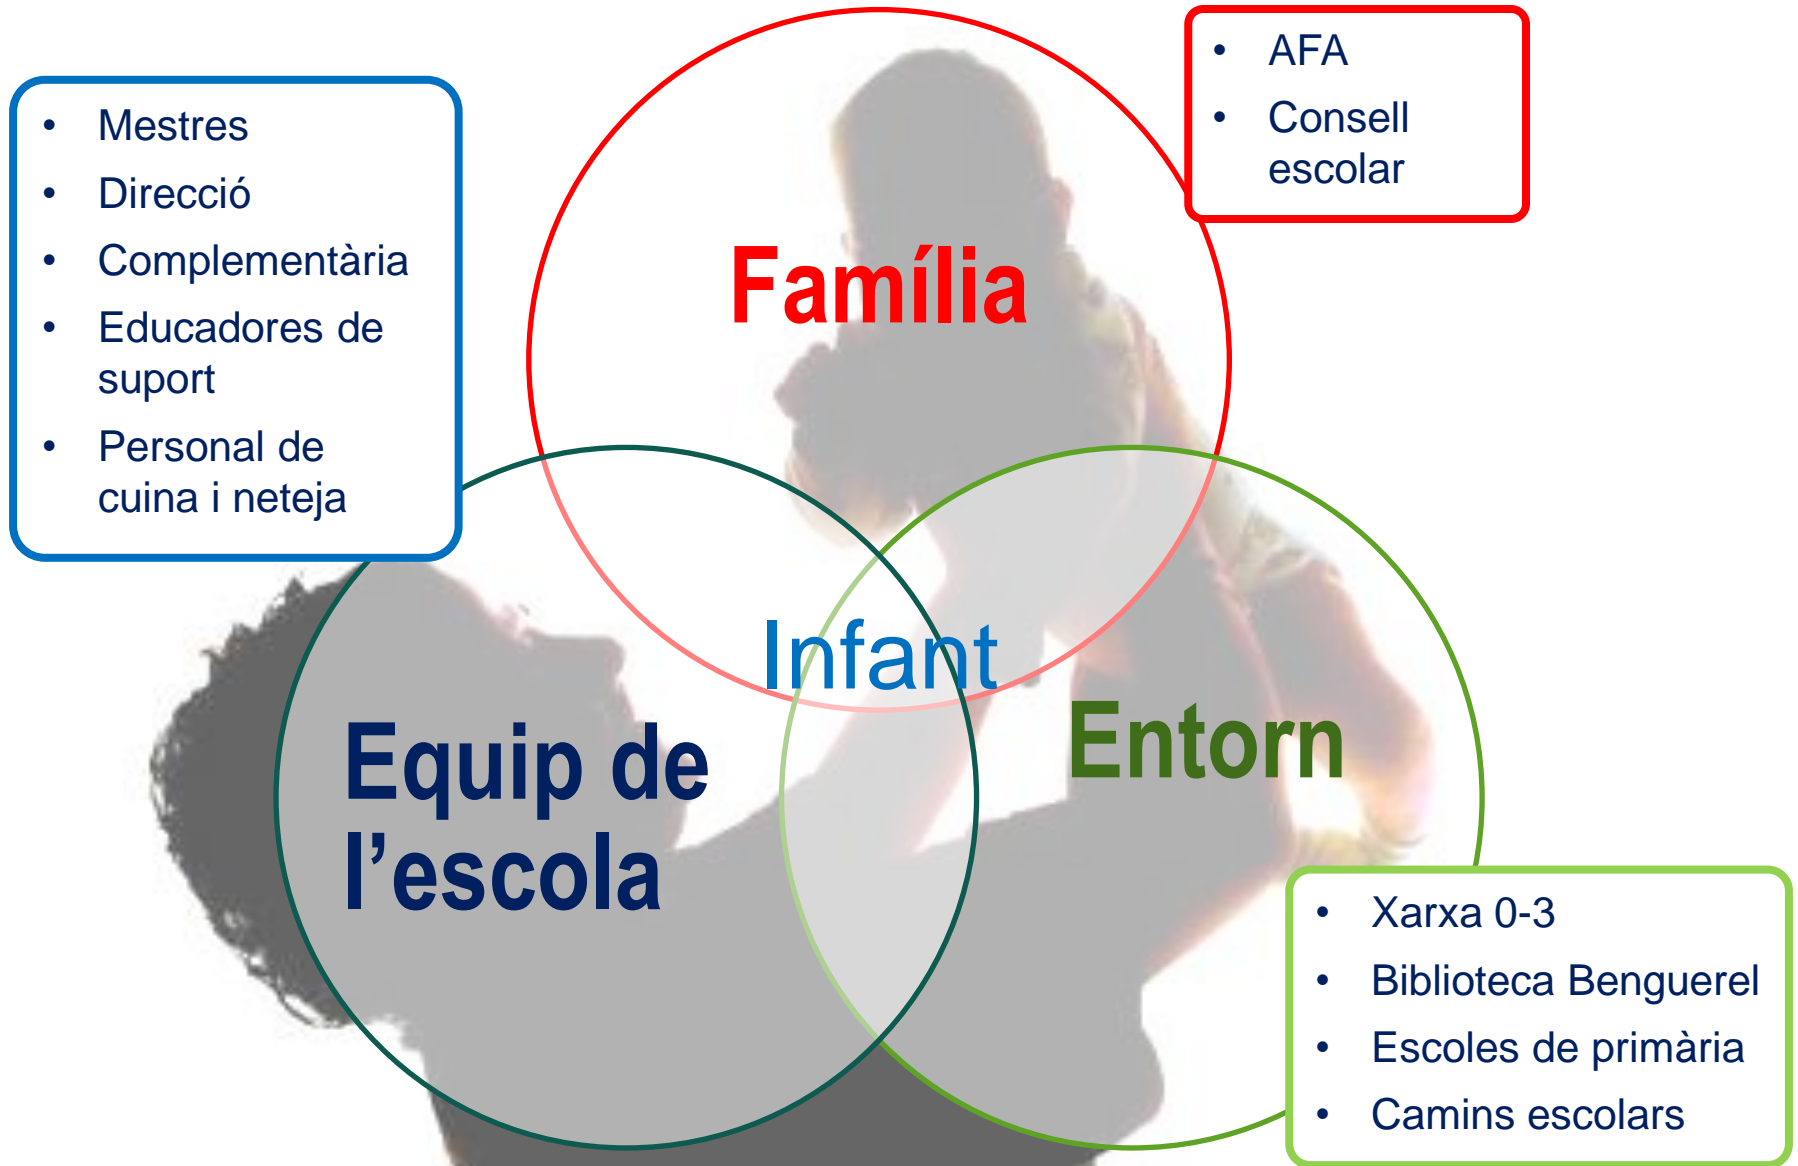 • AFA
• Consell
escolar
• Mestres
• Direcció
• Complementària
• Educadores de
suport
• Personal de
cuina i neteja
Família
Infant
Equip de
l’escola
Entorn
• Xarxa 0-3
• Biblioteca Benguerel
• Escoles de primària
• Camins escolars